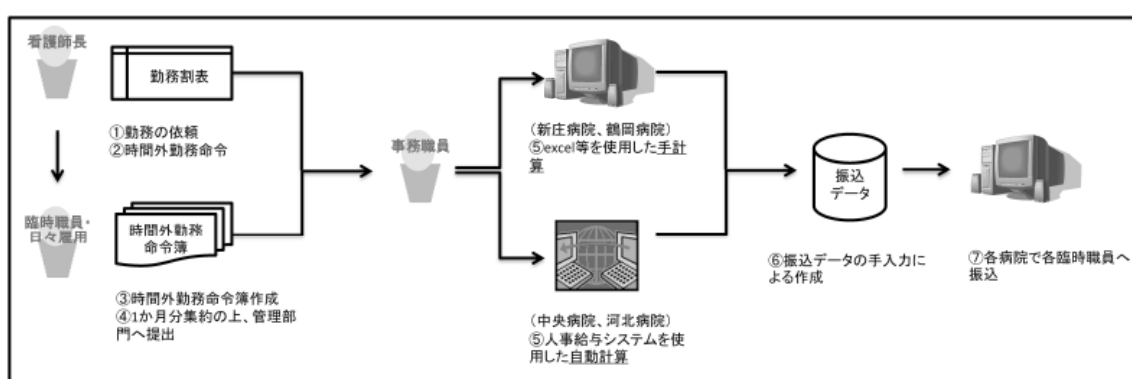 看護師長
勤務割表
①勤務の依頼
②時間外勤務命令
臨時職員・
日々雇用
時間外勤務
命令簿
③時間外勤務命令簿作成
④1か月分集約の上、管理部
門へ提出
事務職員
(新庄病院、鶴岡病院)
⑤excel等を使用した手計
算
(中央病院、河北病院)
⑤人事給与システムを使
用した自動計算
振込
データ
⑥振込データの手入力に
よる作成
⑦各病院で各臨時職員へ
振込